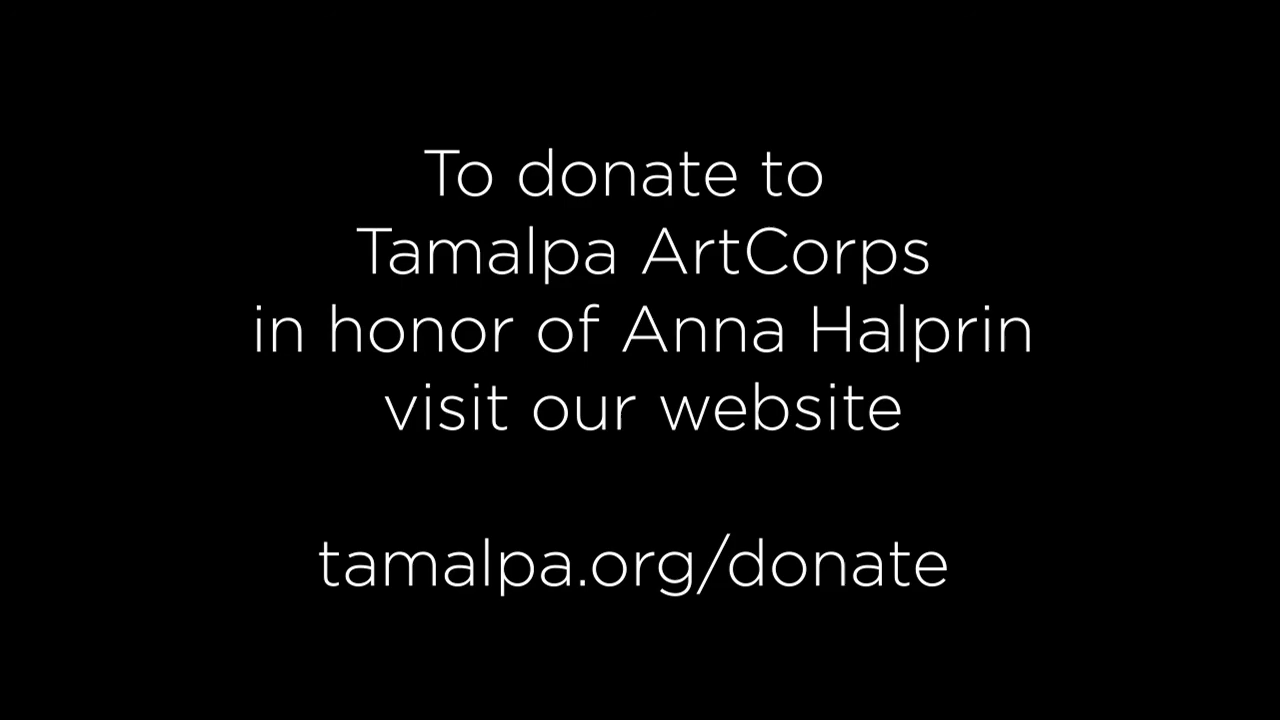 To donate to
Tamalpa ArtCorps
in honor of Anna Halprin
visit our website
tamalpa.org/donate